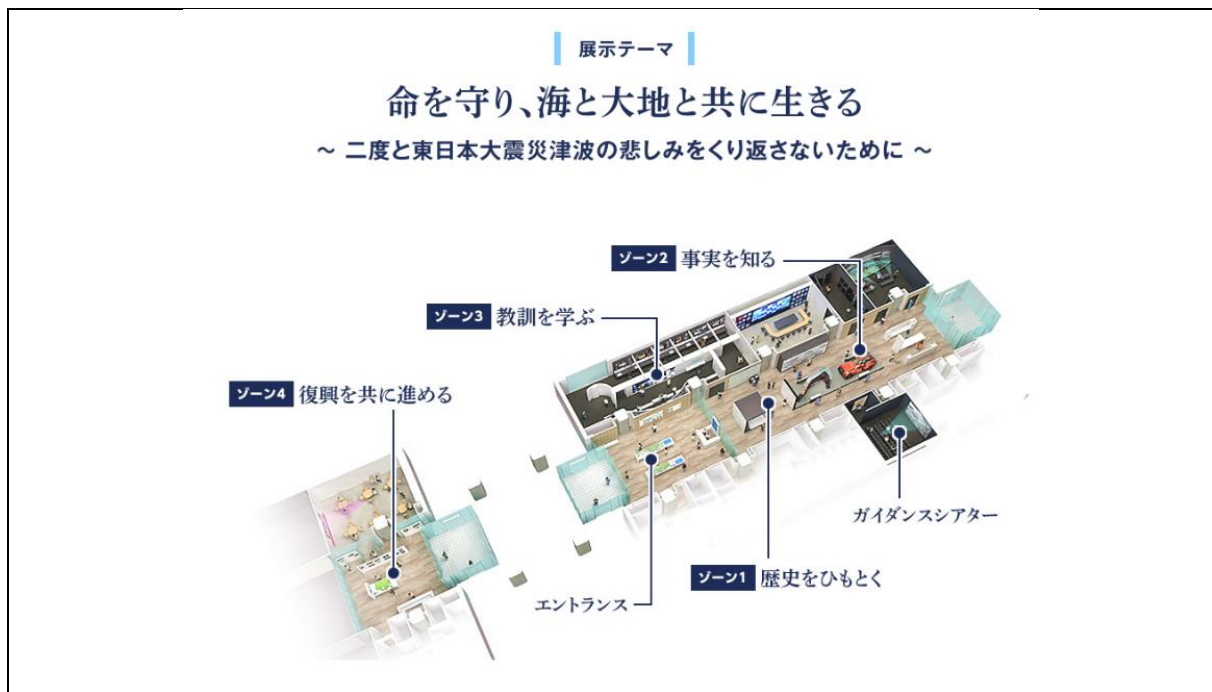 展示テーマ
命を守り、海と大地と共に生きる
～ 二度と東日本大震災津波の悲しみをくり返さないために ～
ゾーン2 事実を知る
ゾーン3 教訓を学ぶ
ゾーン4 復興を共に進める
ガイダンスシアター
ゾーン1 歴史をひもとく
エントランス